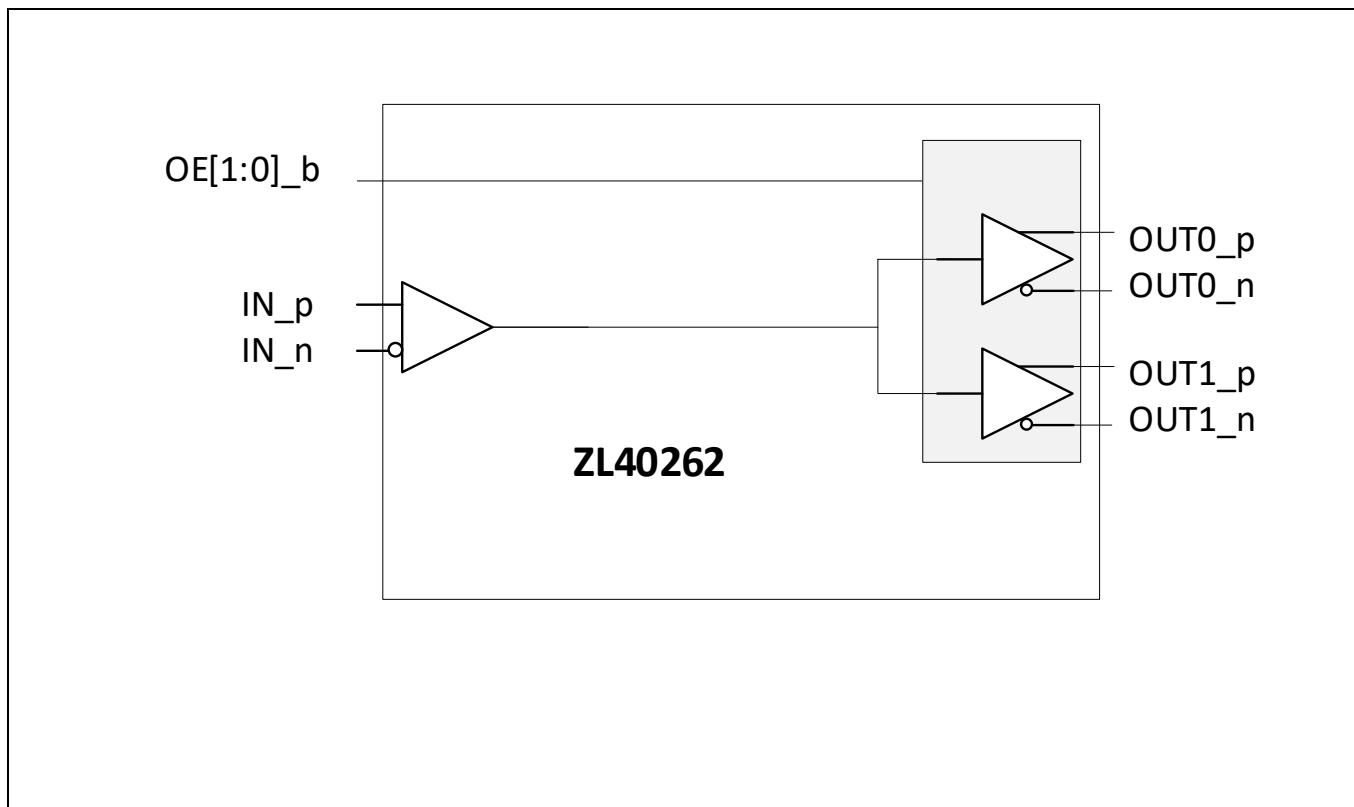 OE[1:0]_b
IN_p
IN_n
OUT0_p
OUT0_n
OUT1_p
OUT1_n
ZL40262